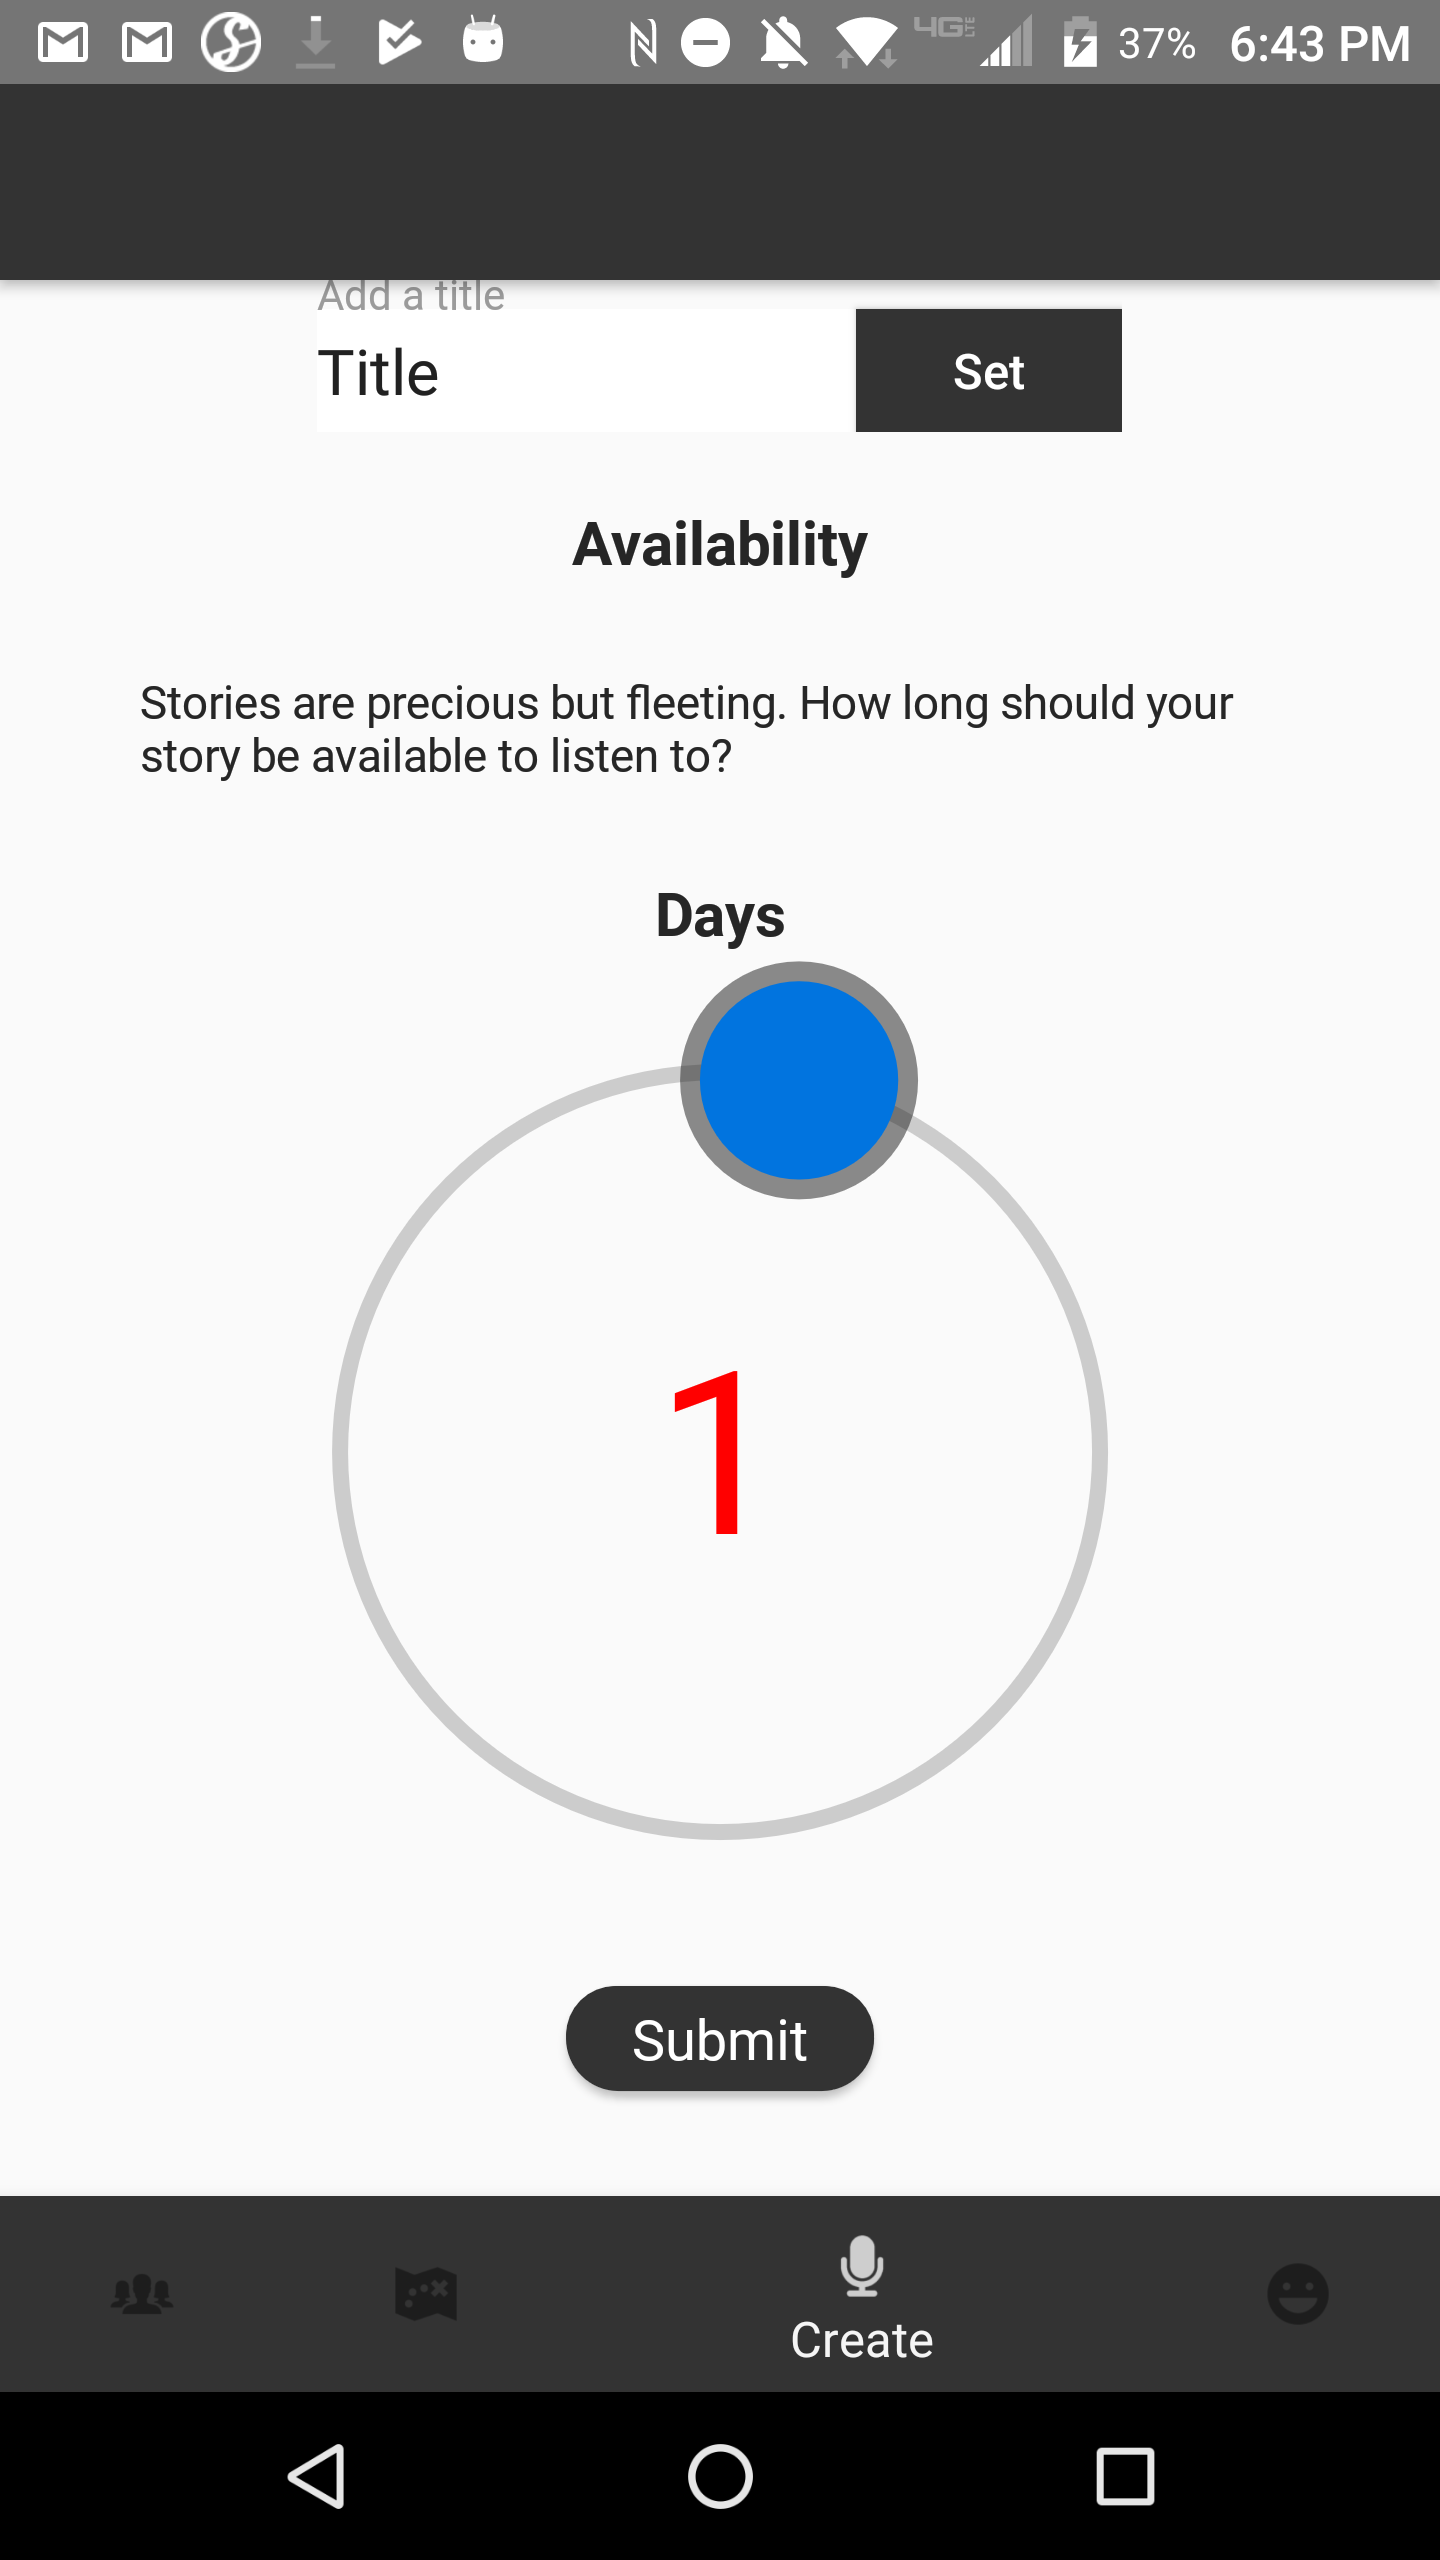 4G LTE 37% 6:43 PM
Add a title
Title Set
Availability
Stories are precious but fleeting. How long should your
story be available to listen to?
Days
1
Submit
Create